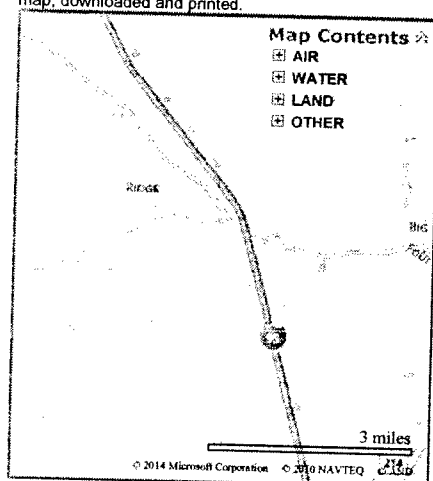 map, downloaded and printed.
Map Contents
AIR
WATER
LAND
OTHER
RIDGE
BIG
3 miles
© 2014 Microsoft Corporation © 2010 NAVTEQ